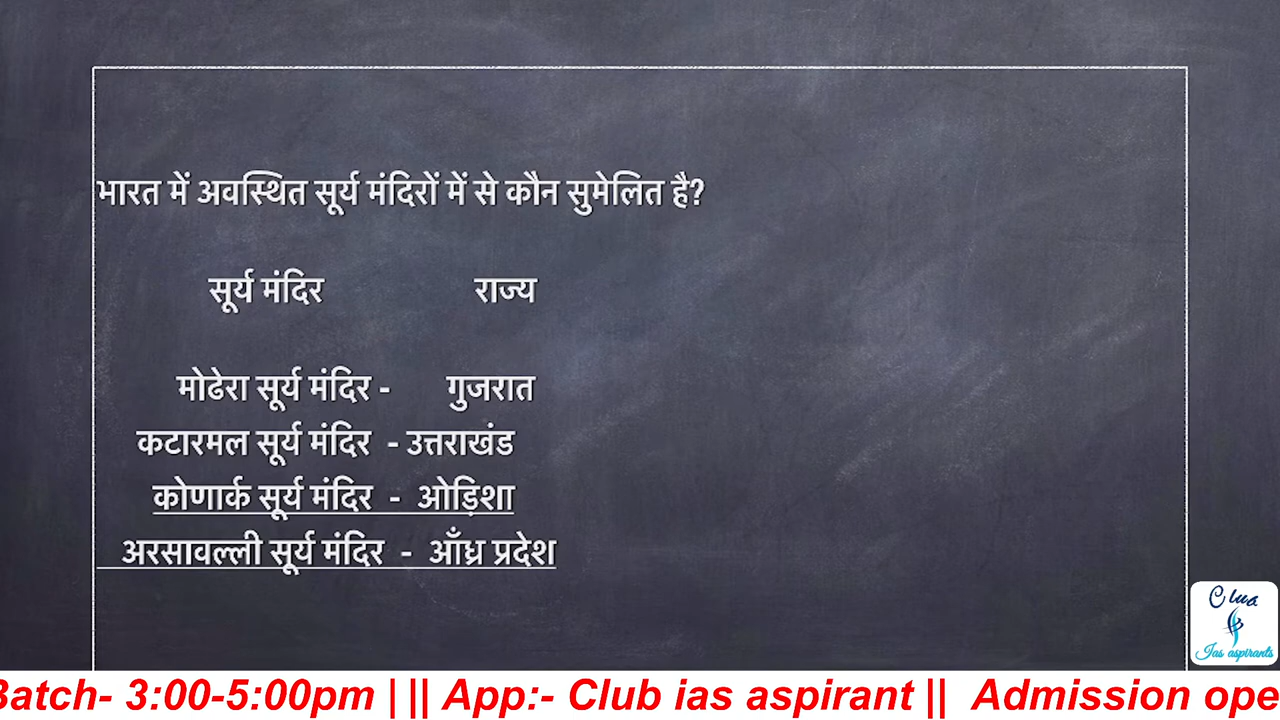 भारत में अवस्थित सूर्य मंदिरों में से कौन सुमेलित है?
सूर्य मंदिर राज्य
मोढेरा सूर्य मंदिर - गुजरात
कटारमल सूर्य मंदिर - उत्तराखंड
कोणार्क सूर्य मंदिर - ओड़िशा
अरसावल्ली सूर्य मंदिर - आँध्र प्रदेश
Club
Ias aspirants
Batch- 3:00-5:00pm | || App:- Club ias aspirant || Admission ope